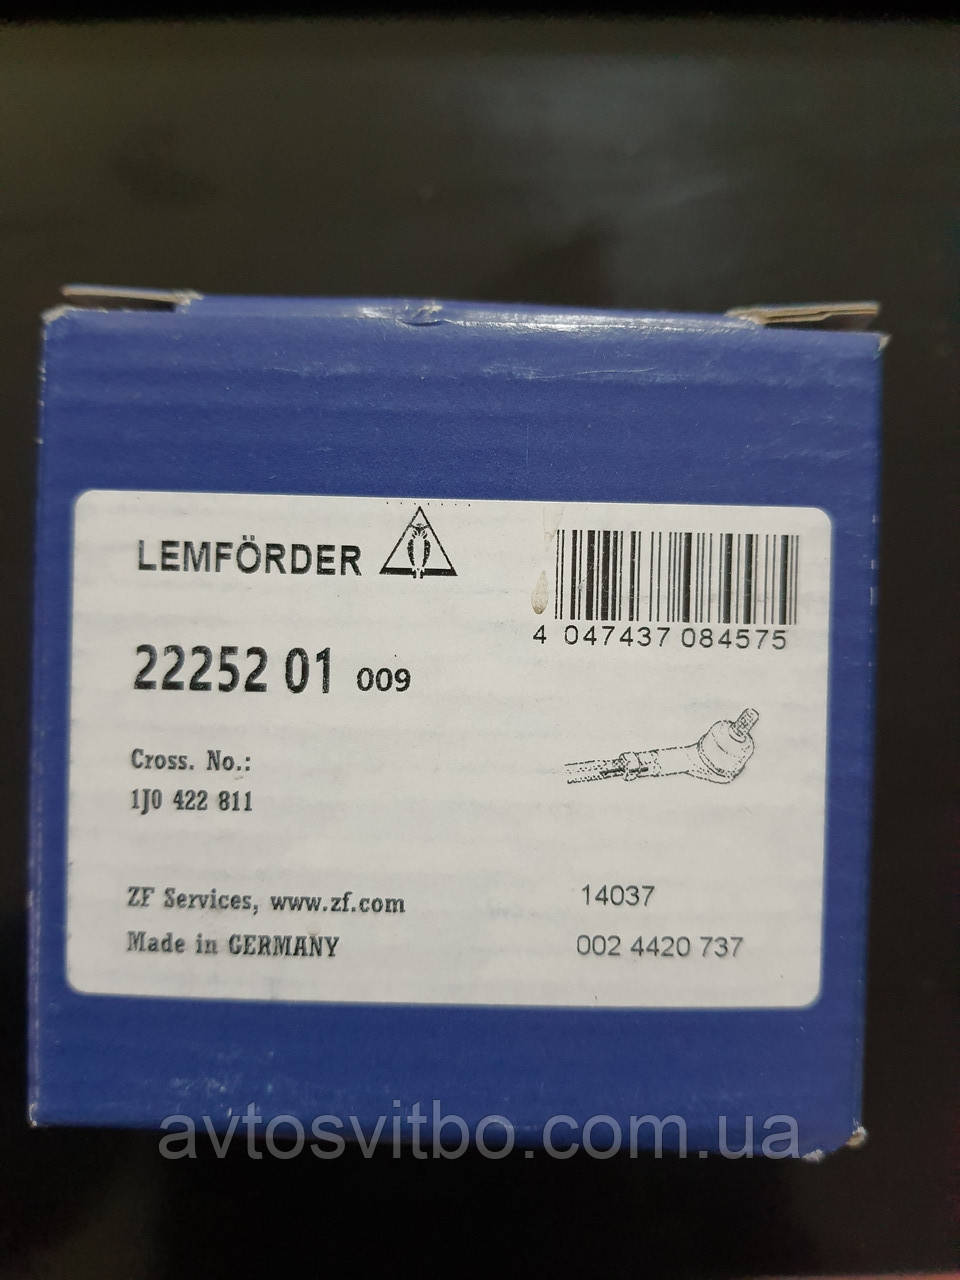 LEMFÖRDER
4 047437 084575
22252 01 009
Cross. No.:
1J0 422 811
ZF Services, www.zf.com
14037
Made in GERMANY
002 4420 737
avtosvitbo.com.ua